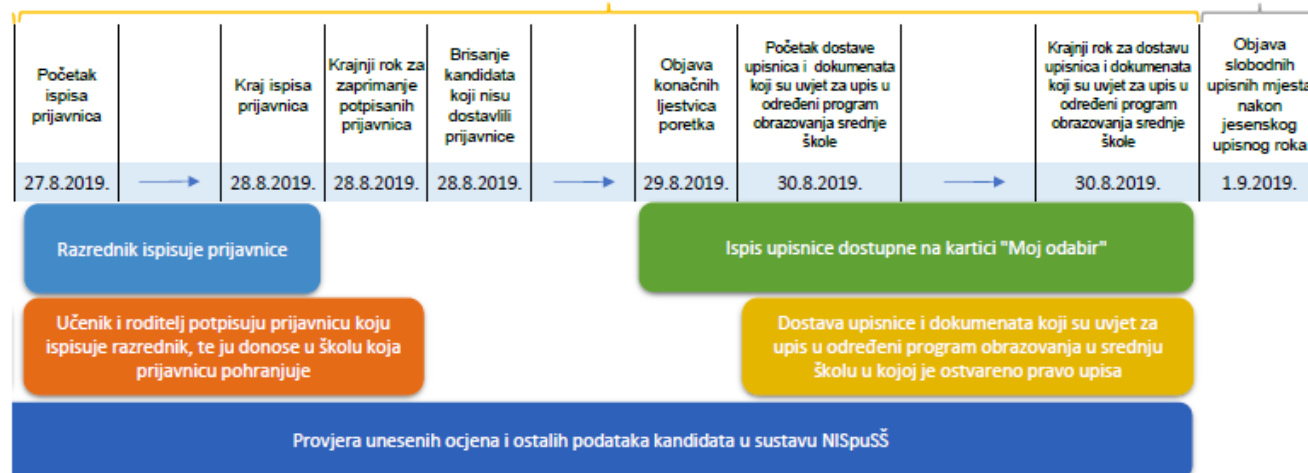 Početak
ispisa
prijavnica
Kraj ispisa
prijavnica
Krajnji rok za
zaprimanje
potpisanih
prijavnica
Brisanje
kandidata
koji nisu
dostavlili
prijavnice
Objava
konačnih
ljestvica
poretka
Početak dostave
upisnica i dokumenata
koji su uvjet za upis u
određeni program
obrazovanja srednje
škole
Krajnji rok za dostavu
upisnica i dokumenata
koji su uvjet za upis u
određeni program
obrazovanja srednje
škole
Objava
slobodnih
upisnih mjesta
nakon
jesenskog
upisnog roka
27.8.2019.
28.8.2019.
28.8.2019.
28.8.2019.
29.8.2019.
30.8.2019.
30.8.2019.
1.9.2019.
Razrednik ispisuje prijavnice
Ispis upisnice dostupne na kartici "Moj odabir"
Učenik i roditelj potpisuju prijavnicu koju
ispisuje razrednik, te ju donose u školu koja
prijavnicu pohranjuje
Dostava upisnice i dokumenata koji su uvjet za
upis u određeni program obrazovanja u srednju
školu u kojoj je ostvareno pravo upisa
Provjera unesenih ocjena i ostalih podataka kandidata u sustavu NISpuSŠ